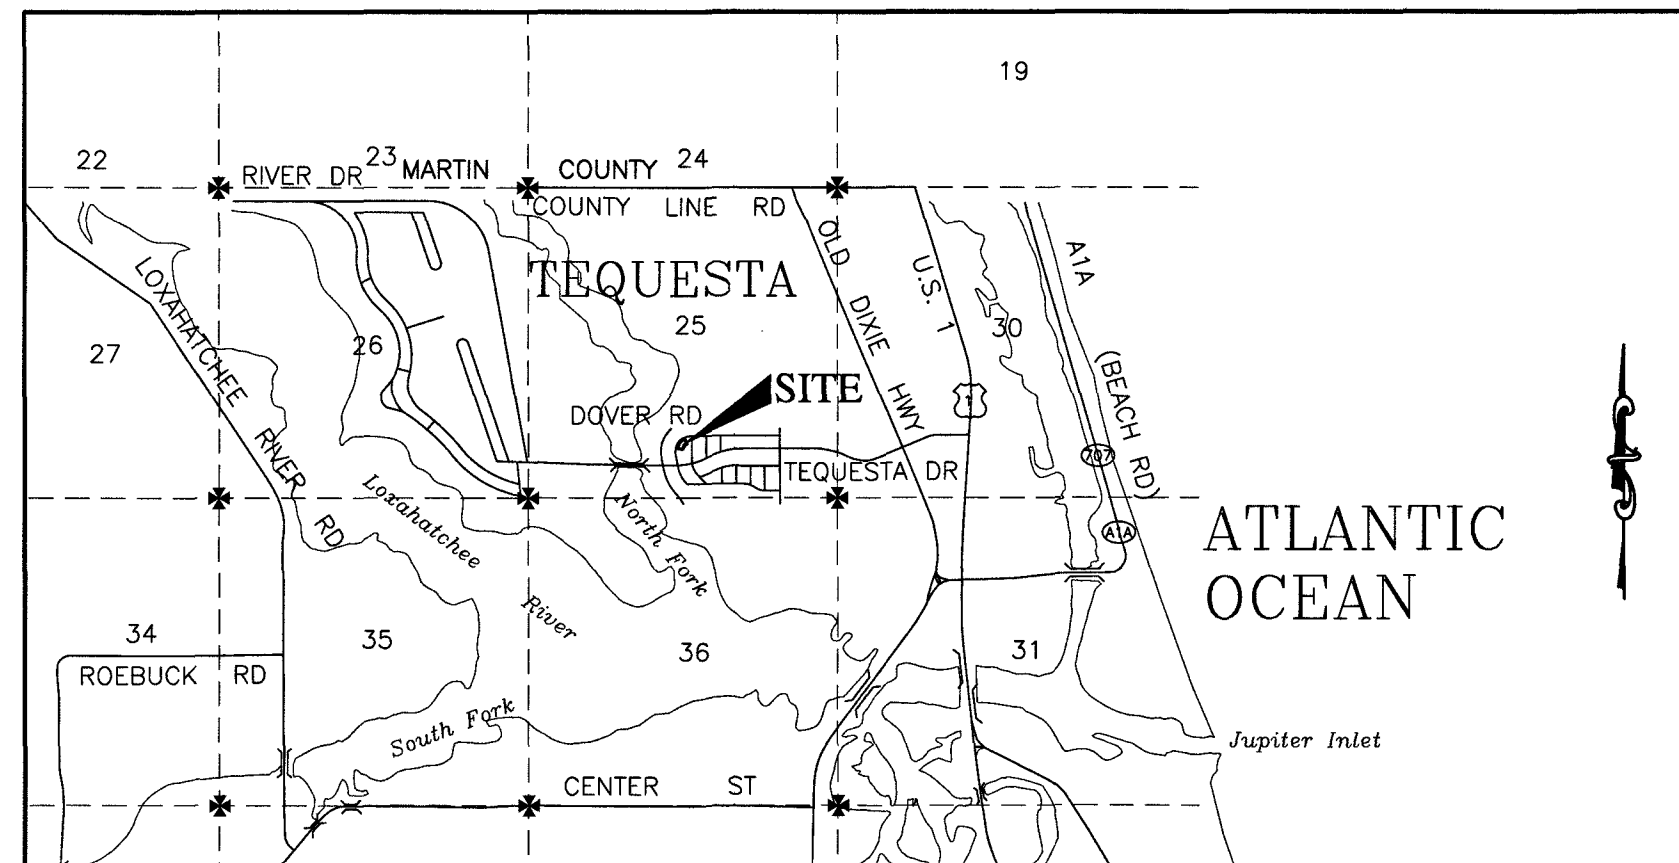 19
22
23
24
RIVER DR
MARTIN COUNTY
COUNTY LINE RD
OLD DIXIE HWY
U.S. 1
A1A
(BEACH RD)
TEQUESTA
LOXAHATCHEE RIVER RD
27
26
25
30
SITE
DOVER RD
1
707
TEQUESTA DR
Loxahatchee River
North Fork
A1A
ATLANTIC
OCEAN
34
35
36
31
ROEBUCK RD
South Fork
Jupiter Inlet
CENTER ST